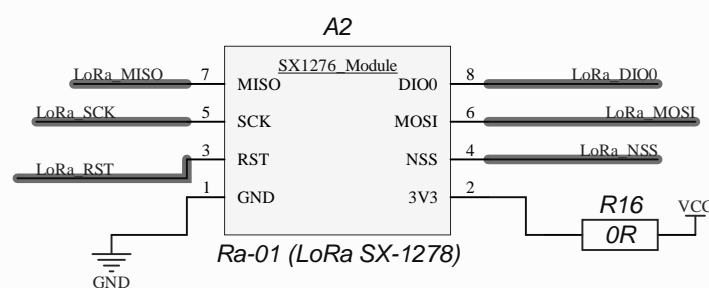 A2
SX1276_Module
LoRa_MISO 7 MISO DIO0 8 LoRa_DIO0
LoRa_SCK 5 SCK MOSI 6 LoRa_MOSI
LoRa_RST 3 RST NSS 4 LoRa_NSS
1 GND 3V3 2
R16
VCC
0R
Ra-01 (LoRa SX-1278)
GND